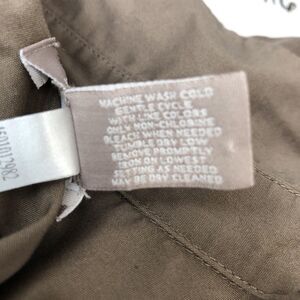 MACHINE WASH COLD
GENTLE CYCLE
WITH LIKE COLORS
ONLY NON-CHLORINE
BLEACH WHEN NEEDED
TUMBLE DRY LOW
REMOVE PROMPTLY
IRON ON LOWEST
SETTING AS NEEDED
MAY BE DRY CLEANED